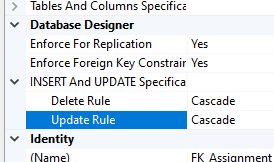 Tables And Columns Specifica
Database Designer
Enforce For Replication Yes
Enforce Foreign Key Constrair Yes
INSERT And UPDATE Specifica
Delete Rule Cascade
Update Rule Cascade
Identity
(Name) FK_Assignment